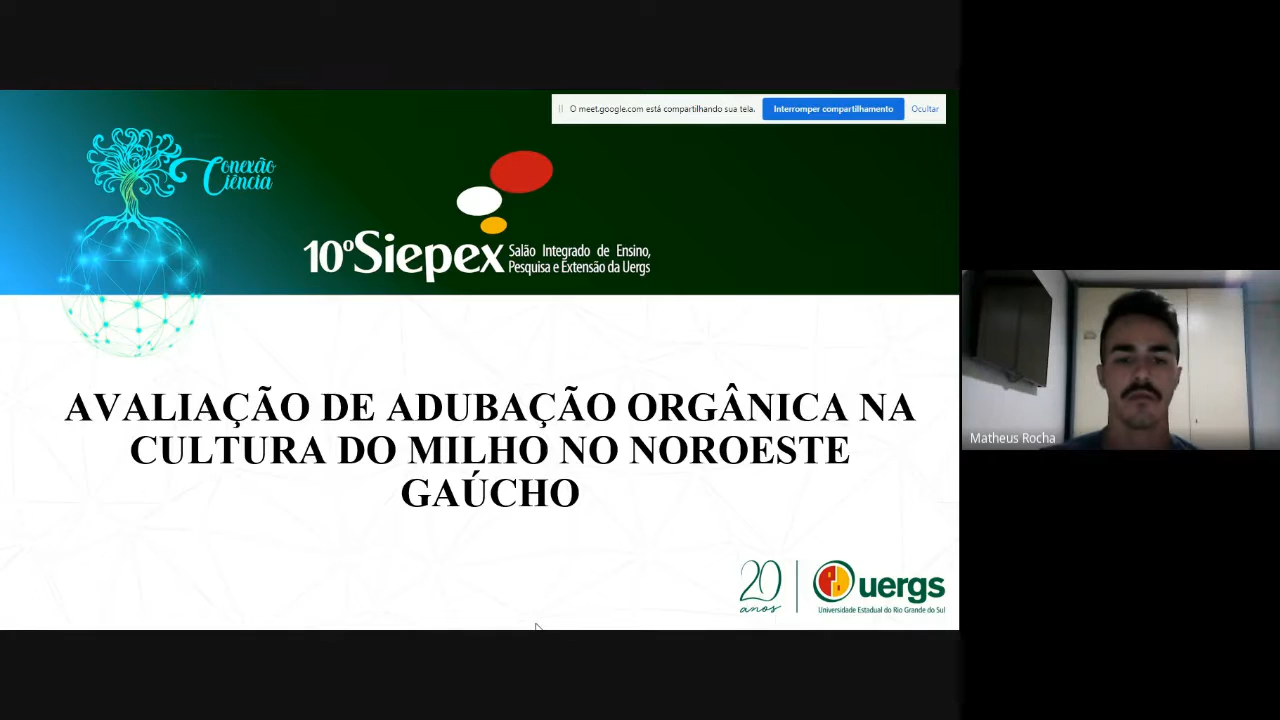 O meet.google.com está compartilhando sua tela.
Interromper compartilhamento
Ocultar
Conexão
Ciência
10º Siepex
Salão Integrado de Ensino,
Pesquisa e Extensão da Uergs
AVALIAÇÃO DE ADUBAÇÃO ORGÂNICA NA
CULTURA DO MILHO NO NOROESTE
GAÚCHO
Matheus Rocha
20
anos
uergs
Universidade Estadual do Rio Grande do Sul